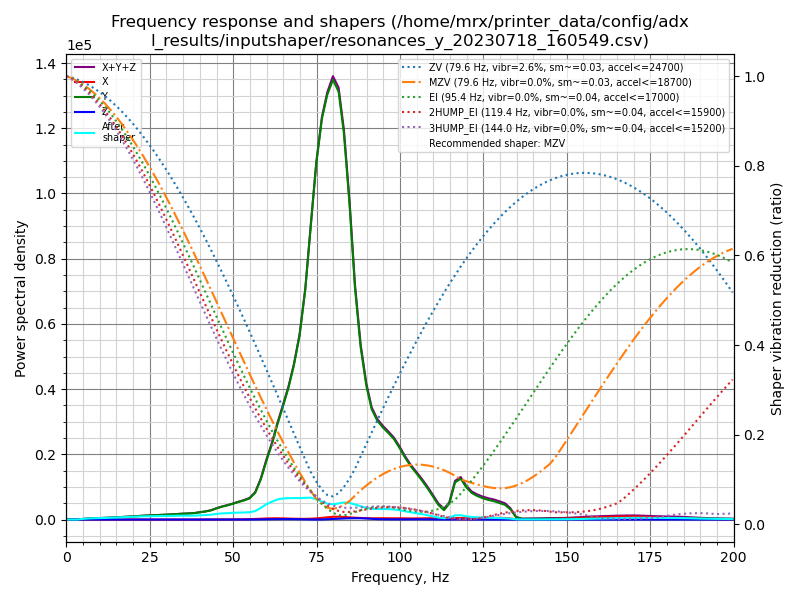 Frequency response and shapers (/home/mrx/printer_data/config/adx
l_results/inputshaper/resonances_y_20230718_160549.csv)
1e5
X+Y+Z
X
Y
Z
After
shaper
ZV (79.6 Hz, vibr=2.6%, sm~=0.03, accel<=24700)
MZV (79.6 Hz, vibr=0.0%, sm~=0.03, accel<=18700)
EI (95.4 Hz, vibr=0.0%, sm~=0.04, accel<=17000)
2HUMP_EI (119.4 Hz, vibr=0.0%, sm~=0.04, accel<=15900)
3HUMP_EI (144.0 Hz, vibr=0.0%, sm~=0.04, accel<=15200)
Recommended shaper: MZV
Power spectral density
1.4
1.2
1.0
0.8
0.6
0.4
0.2
0.0
1.0
0.8
0.6
0.4
0.2
0.0
Shaper vibration reduction (ratio)
0
25
50
75
100
125
150
175
200
Frequency, Hz